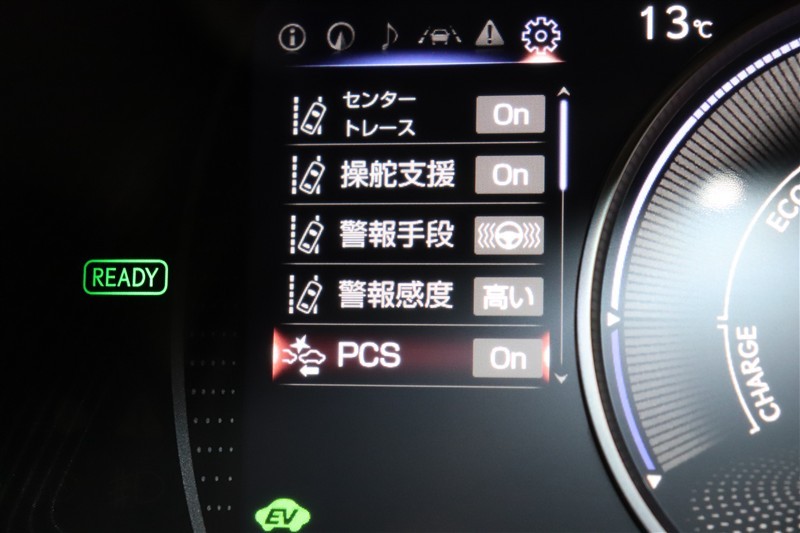 13℃
センター
トレース
On
操舵支援
On
警報手段
警報感度
高い
PCS
On
READY
EV
CHARGE